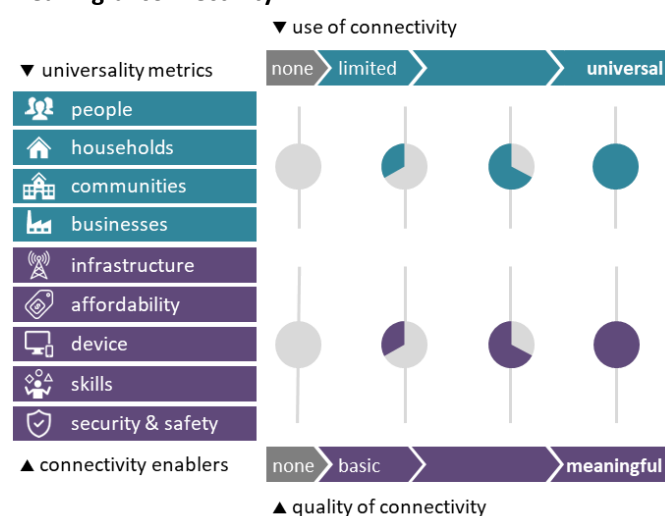 ▼ use of connectivity
▼ universality metrics
none limited universal
people
households
communities
businesses
infrastructure
affordability
device
skills
security & safety
▲ connectivity enablers
none basic meaningful
▲ quality of connectivity